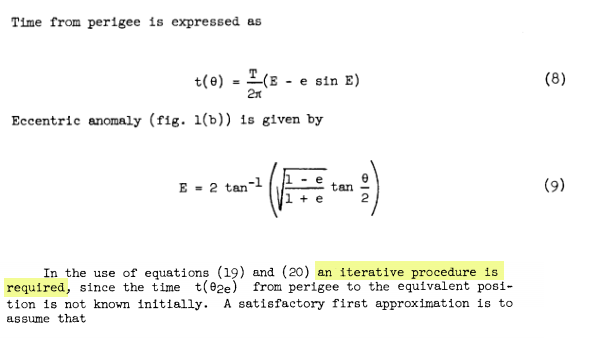 Time from perigee is expressed as
t(θ) = T/2π (E - e sin E) (8)
Eccentric anomaly (fig. 1(b)) is given by
E = 2 tan⁻¹ (√((1 - e)/(1 + e)) tan θ/2) (9)
In the use of equations (19) and (20) an iterative procedure is
required, since the time t(θ₂ₑ) from perigee to the equivalent posi-
tion is not known initially. A satisfactory first approximation is to
assume that